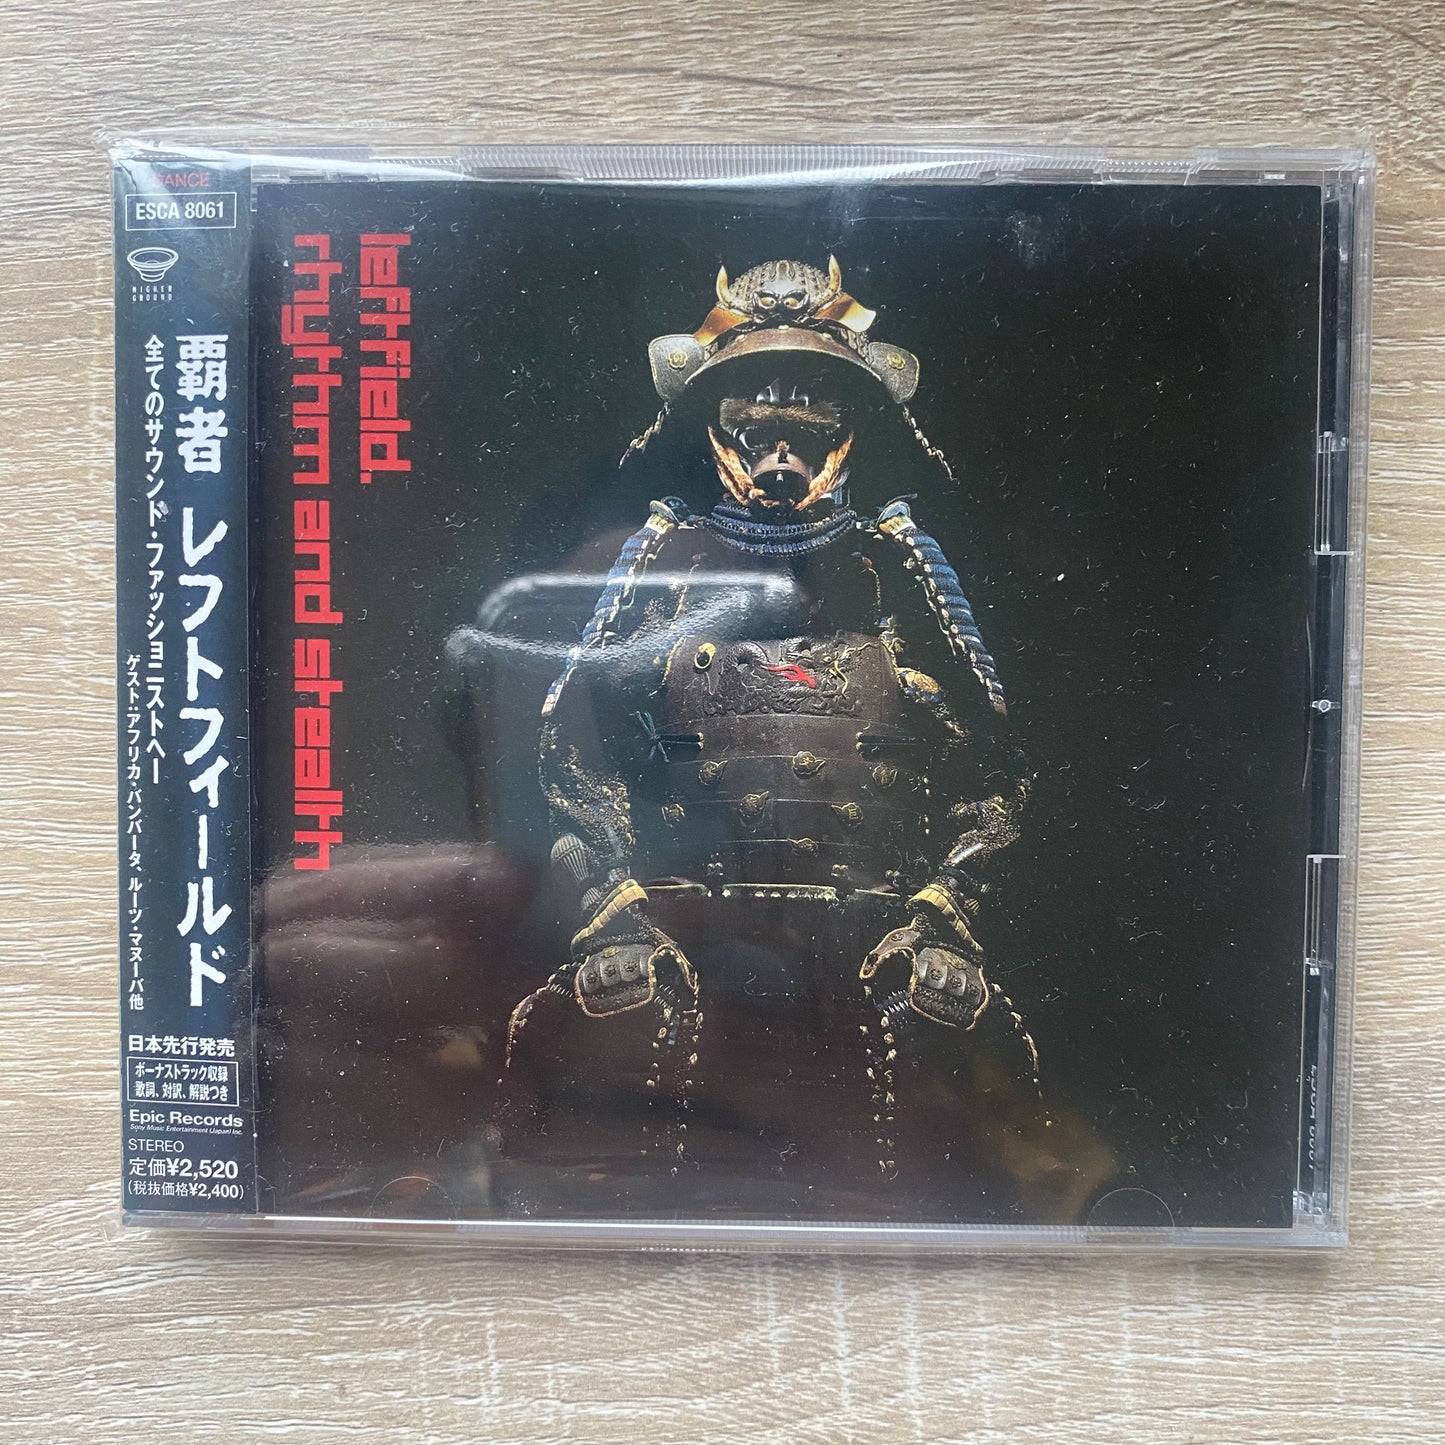 DANCE
ESCA 8061
HIGHER
GROUND
覇者 レフトフィールド
全てのサウンド・ファッショニストへ—
ゲスト:アフリカ・バンバータ、ルーツ・マヌーバ他
日本先行発売
ボーナストラック収録
歌詞、対訳、解説つき
Epic Records
Sony Music Entertainment (Japan) Inc.
STEREO
定価¥2,520
(税抜価格¥2,400)
leftfield.
rhythm and stealth
ESCA 8061